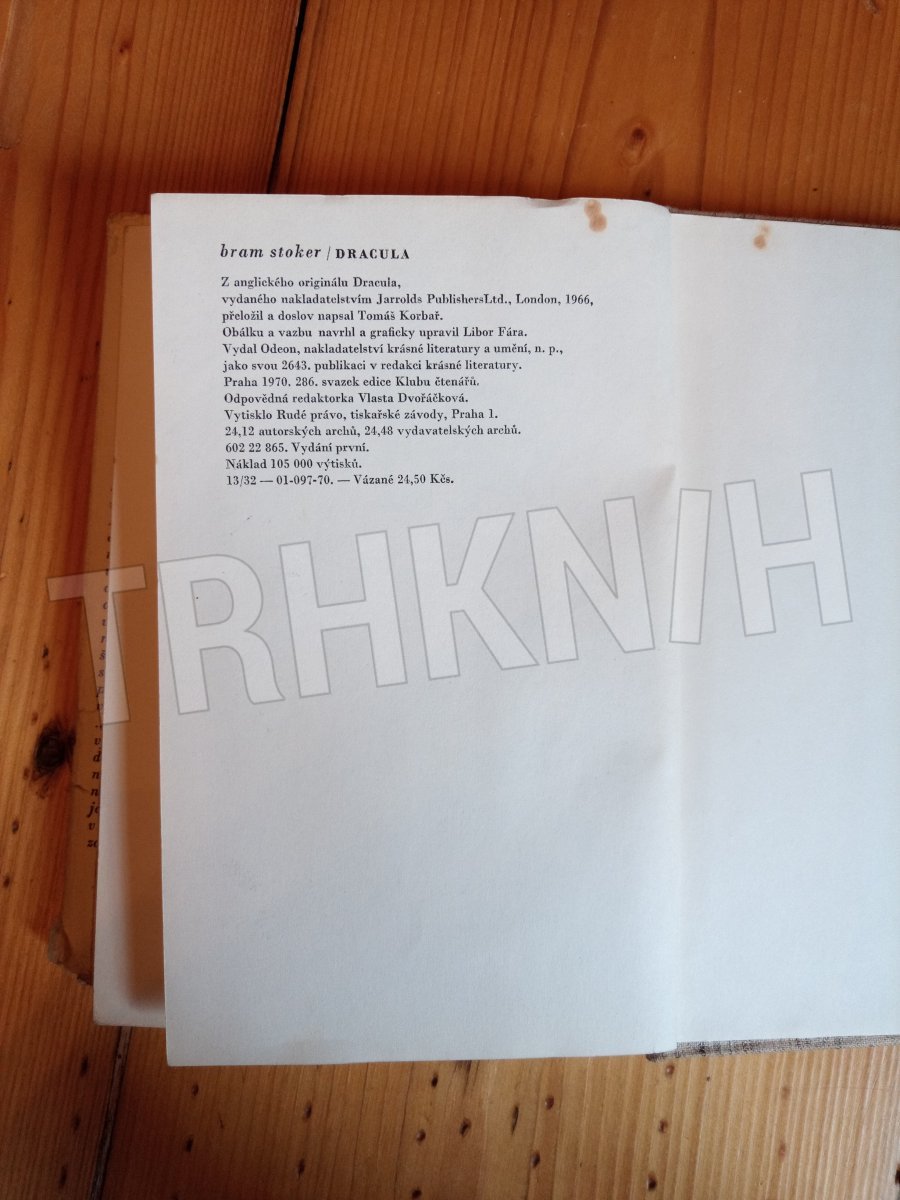 bram stoker / DRACULA
Z anglického originálu Dracula,
vydaného nakladatelstvím Jarrolds PublishersLtd., London, 1966,
přeložil a doslov napsal Tomáš Korbař.
Obálku a vazbu navrhl a graficky upravil Libor Fára.
Vydal Odeon, nakladatelství krásné literatury a umění, n. p.,
jako svou 2643. publikaci v redakci krásné literatury.
Praha 1970. 286. svazek edice Klubu čtenářů.
Odpovědná redaktorka Vlasta Dvořáčková.
Vytisklo Rudé právo, tiskařské závody, Praha 1.
24,12 autorských archů, 24,48 vydavatelských archů.
602 22 865. Vydání první.
Náklad 105 000 výtisků.
13/32 — 01-097-70. — Vázané 24,50 Kčs.
TRHKNIH